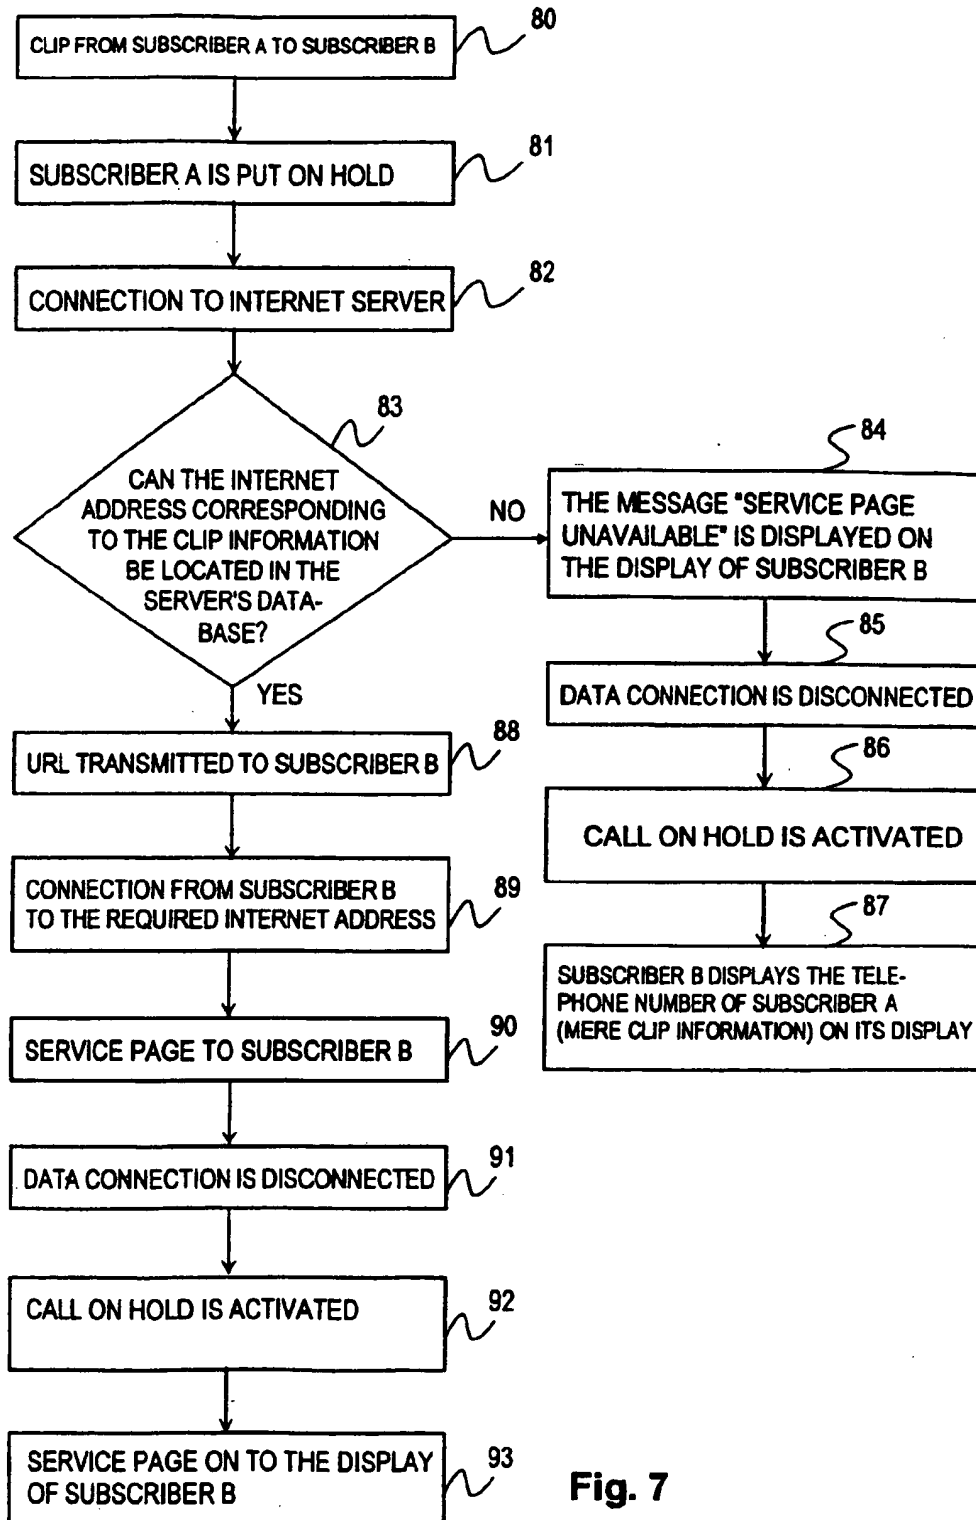 80
CLIP FROM SUBSCRIBER A TO SUBSCRIBER B
81
SUBSCRIBER A IS PUT ON HOLD
82
CONNECTION TO INTERNET SERVER
83
CAN THE INTERNET
ADDRESS CORRESPONDING
TO THE CLIP INFORMATION
BE LOCATED IN THE
SERVER'S DATA-
BASE?
NO
YES
84
THE MESSAGE "SERVICE PAGE
UNAVAILABLE" IS DISPLAYED ON
THE DISPLAY OF SUBSCRIBER B
85
DATA CONNECTION IS DISCONNECTED
86
CALL ON HOLD IS ACTIVATED
87
SUBSCRIBER B DISPLAYS THE TELE-
PHONE NUMBER OF SUBSCRIBER A
(MERE CLIP INFORMATION) ON ITS DISPLAY
88
URL TRANSMITTED TO SUBSCRIBER B
89
CONNECTION FROM SUBSCRIBER B
TO THE REQUIRED INTERNET ADDRESS
90
SERVICE PAGE TO SUBSCRIBER B
91
DATA CONNECTION IS DISCONNECTED
92
CALL ON HOLD IS ACTIVATED
93
SERVICE PAGE ON TO THE DISPLAY
OF SUBSCRIBER B
Fig. 7